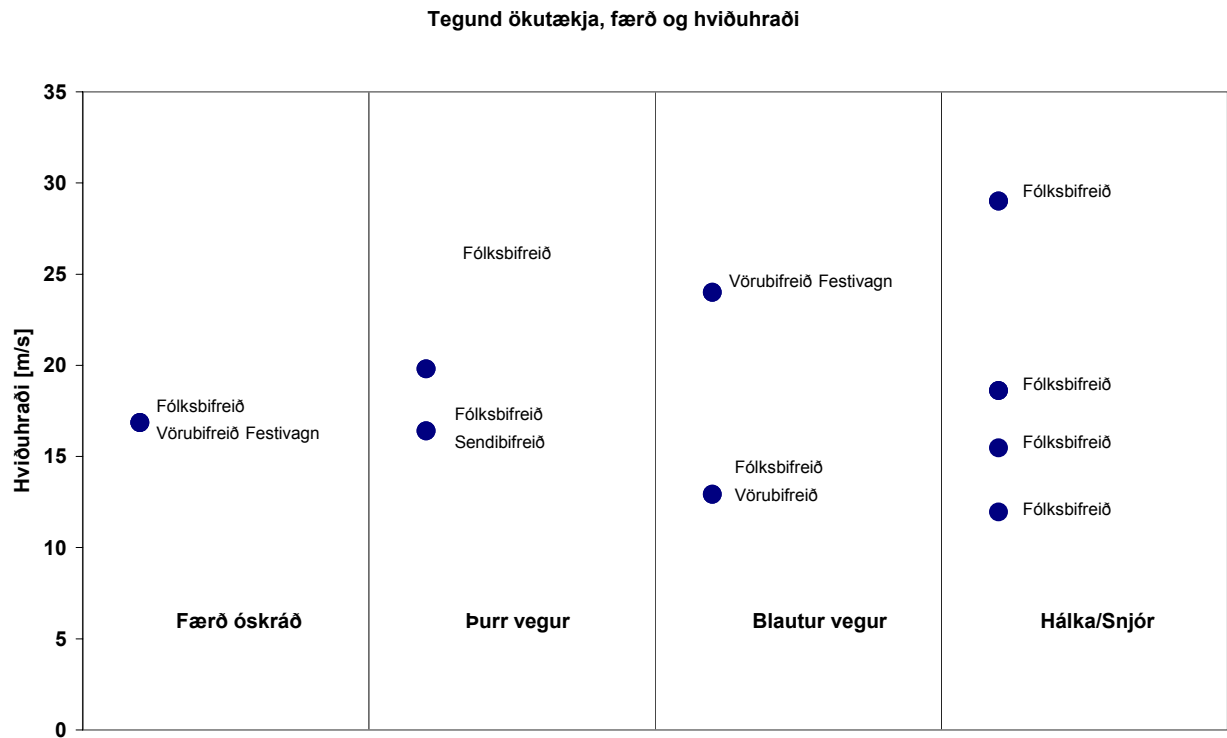 Tegund ökutækja, færð og hviðuhraði
Hviðuhraði [m/s]
35
30
25
20
15
10
5
0
Fólksbifreið
Vörubifreið Festivagn
Færð óskráð
Fólksbifreið
Fólksbifreið
Sendibifreið
Þurr vegur
Vörubifreið Festivagn
Fólksbifreið
Vörubifreið
Blautur vegur
Fólksbifreið
Fólksbifreið
Fólksbifreið
Fólksbifreið
Hálka/Snjór